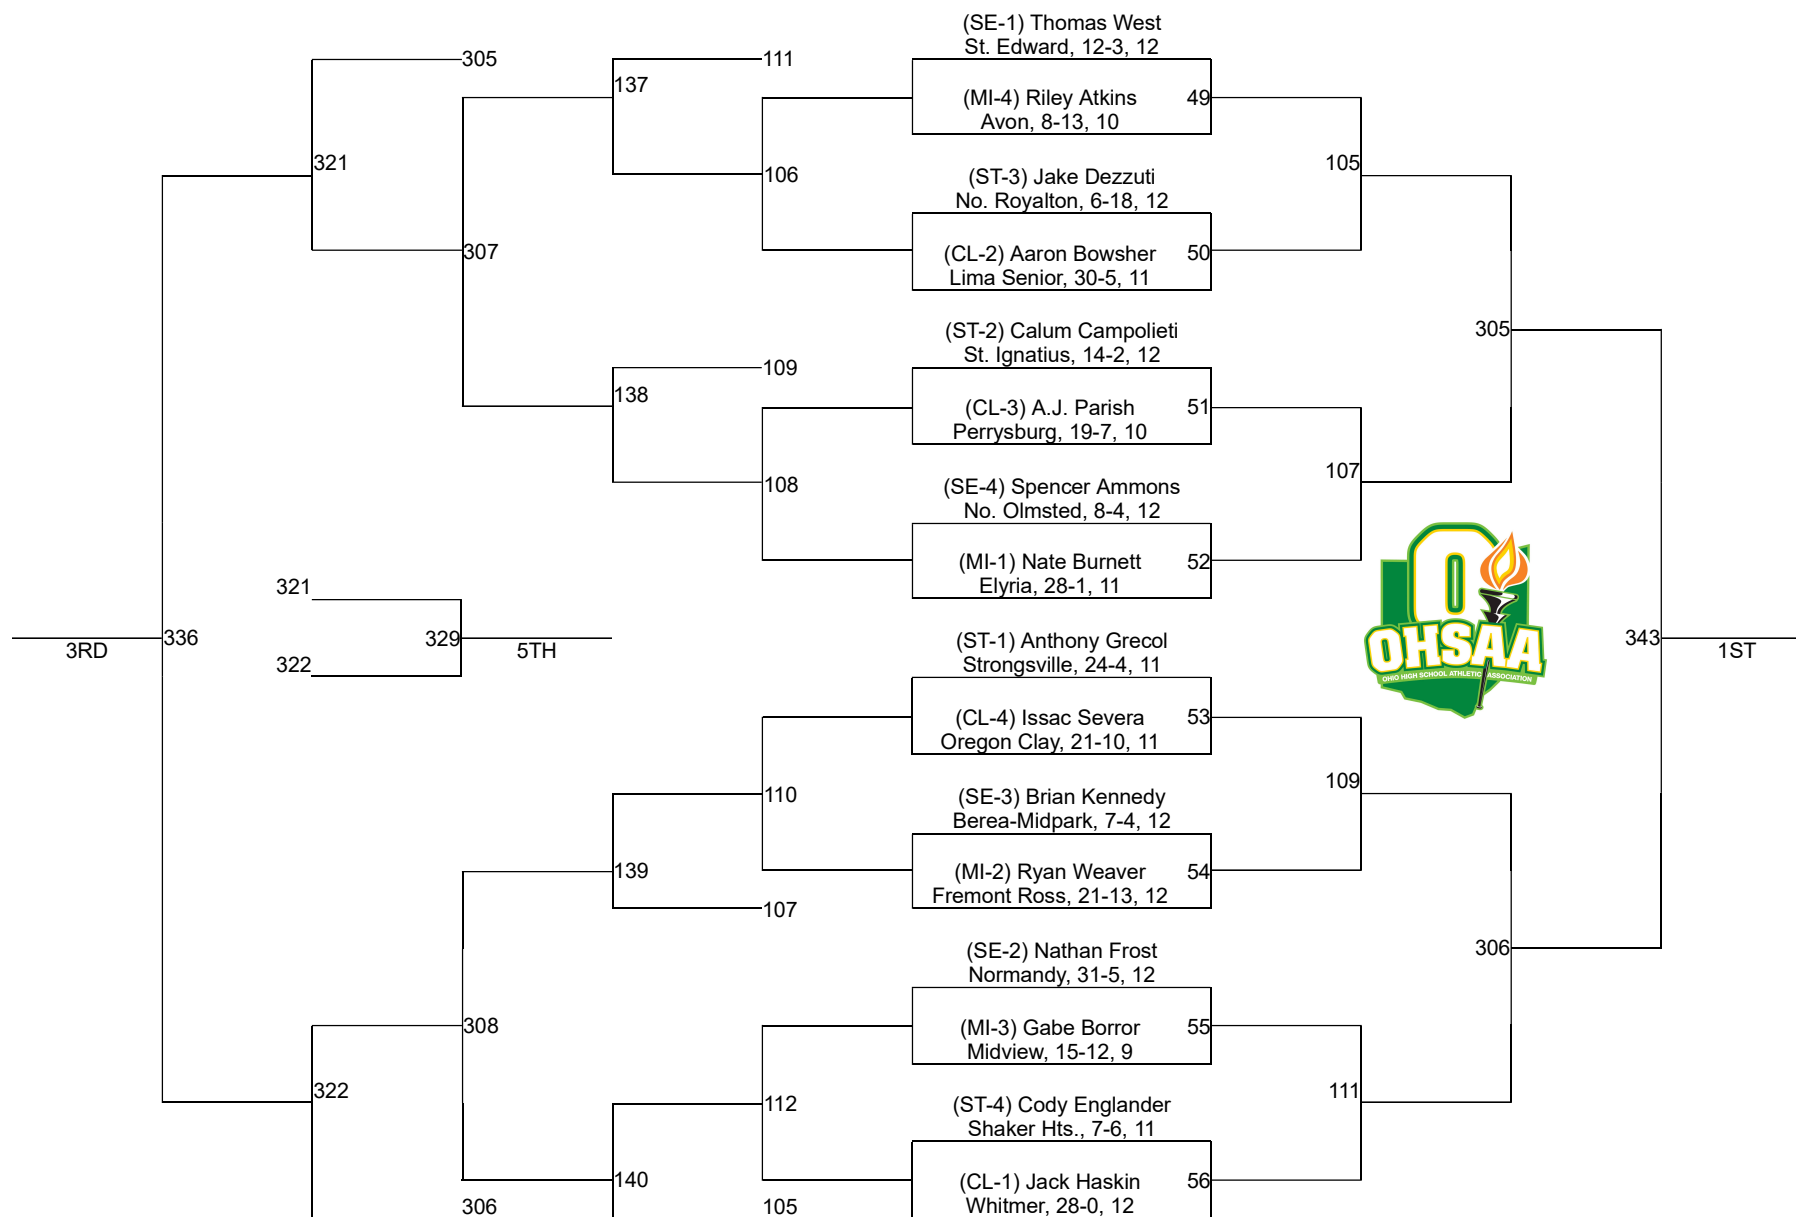 (SE-1) Thomas West
St. Edward, 12-3, 12
305
111
137
(MI-4) Riley Atkins
49
Avon, 8-13, 10
321
105
106
(ST-3) Jake Dezzuti
No. Royalton, 6-18, 12
307
(CL-2) Aaron Bowsher
50
Lima Senior, 30-5, 11
(ST-2) Calum Campolieti
305
St. Ignatius, 14-2, 12
109
138
(CL-3) A.J. Parish
51
Perrysburg, 19-7, 10
107
108
(SE-4) Spencer Ammons
No. Olmsted, 8-4, 12
(MI-1) Nate Burnett
52
Elyria, 28-1, 11
321
336
3RD
329
5TH
322
(ST-1) Anthony Grecol
Strongsville, 24-4, 11
O
OHSAA
OHIO HIGH SCHOOL ATHLETIC ASSOCIATION
343
1ST
(CL-4) Issac Severa
53
Oregon Clay, 21-10, 11
109
110
(SE-3) Brian Kennedy
Berea-Midpark, 7-4, 12
139
(MI-2) Ryan Weaver
54
Fremont Ross, 21-13, 12
107
(SE-2) Nathan Frost
306
Normandy, 31-5, 12
308
(MI-3) Gabe Borror
55
Midview, 15-12, 9
322
111
112
(ST-4) Cody Englander
Shaker Hts., 7-6, 11
140
(CL-1) Jack Haskin
56
Whitmer, 28-0, 12
306
105